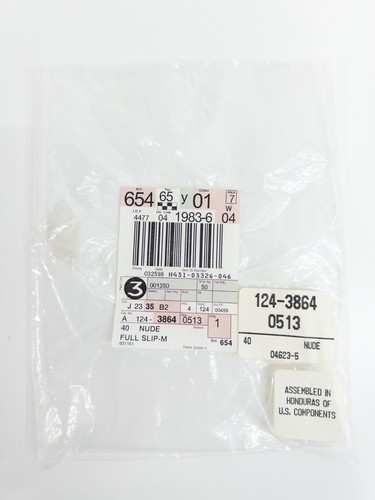 654 65 y 01 7
W
4477 04 1983-6 04
032598 H431-03326-046
3 001350 50
J 23 35 B2 4 124 00455
A 124- 3864 0513 1
40 NUDE
FULL SLIP-M 654
031161
124-3864
0513
40 NUDE
04623-5
ASSEMBLED IN
HONDURAS OF
U.S. COMPONENTS